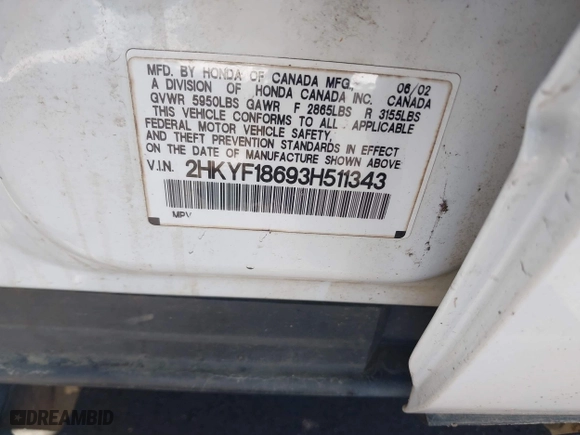 MFD. BY HONDA OF CANADA MFG., 06/02
A DIVISION OF HONDA CANADA INC. CANADA
GVWR 5950LBS GAWR F 2865LBS R 3155LBS
THIS VEHICLE CONFORMS TO ALL APPLICABLE
FEDERAL MOTOR VEHICLE SAFETY,
AND THEFT PREVENTION STANDARDS IN EFFECT
ON THE DATE OF MANUFACTURE SHOWN ABOVE.
V.I.N. 2HKYF18693H511343
MPV
DREAMBID